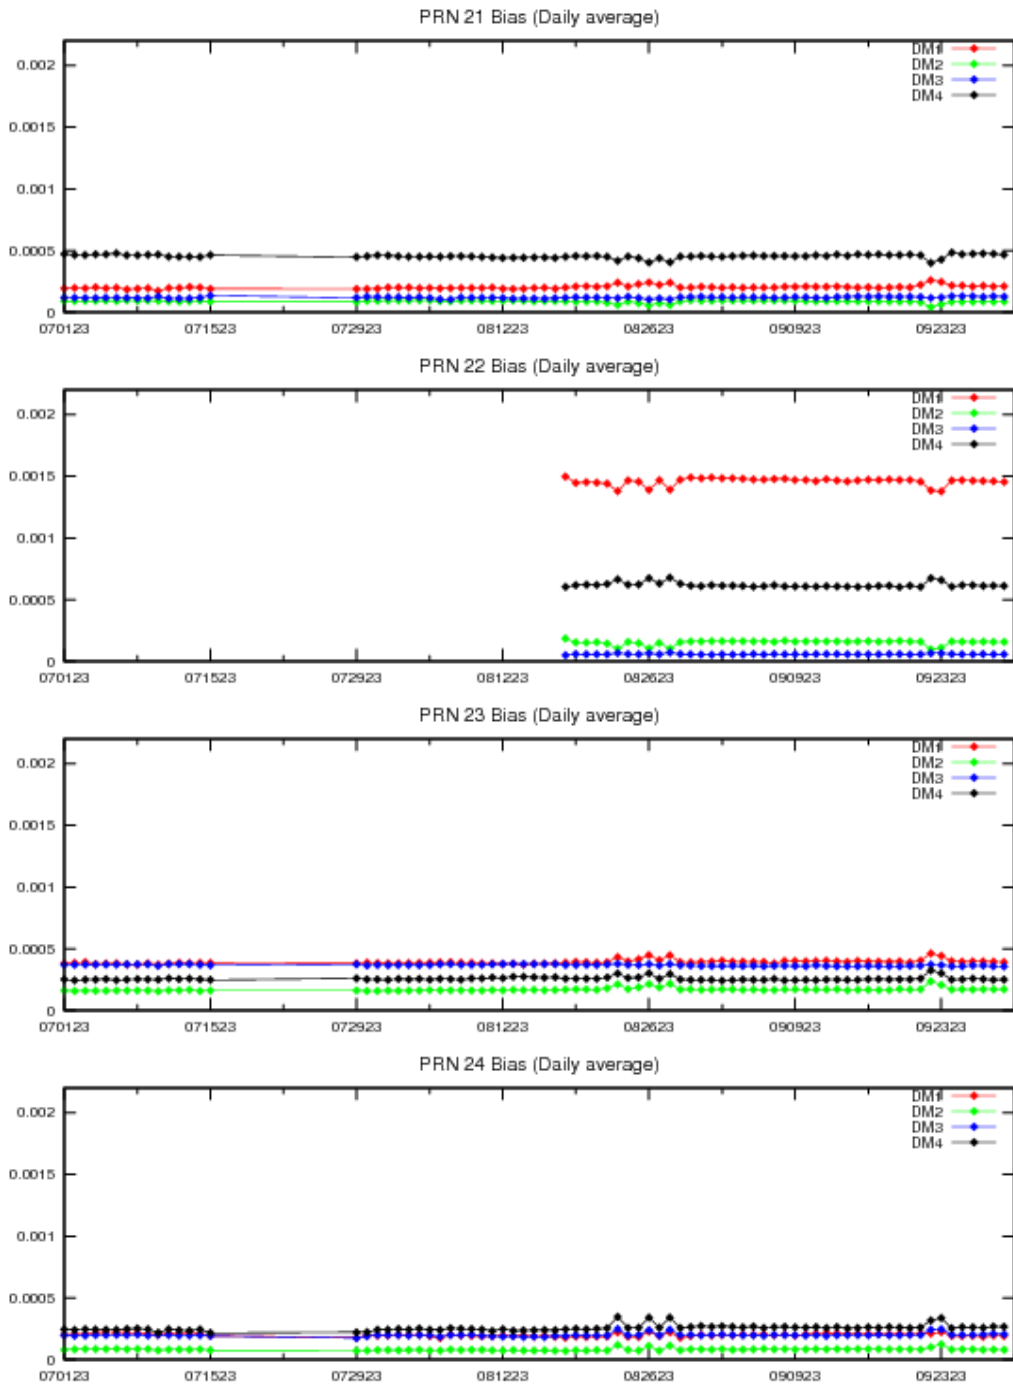 PRN 21 Bias (Daily average)
DM1
0.002
DM2
DM3
DM4
0.0015
0.001
0.0005
0
070123 071523 072923 081223 082623 090923 092323
PRN 22 Bias (Daily average)
DM1
0.002
DM2
DM3
DM4
0.0015
0.001
0.0005
0
070123 071523 072923 081223 082623 090923 092323
PRN 23 Bias (Daily average)
DM1
0.002
DM2
DM3
DM4
0.0015
0.001
0.0005
0
070123 071523 072923 081223 082623 090923 092323
PRN 24 Bias (Daily average)
DM1
0.002
DM2
DM3
DM4
0.0015
0.001
0.0005
0
070123 071523 072923 081223 082623 090923 092323